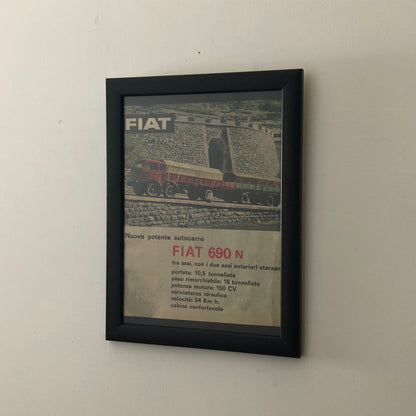 FIAT
Nuovo potente autocarro
FIAT 690 N
tre assi, con i due assi anteriori sterzan
portata: 10,5 tonnellate
peso rimorchiabile: 18 tonnellate
potenza motore: 150 CV
servosterzo idraulico
velocità: 54 Km/h.
cabina confortevole